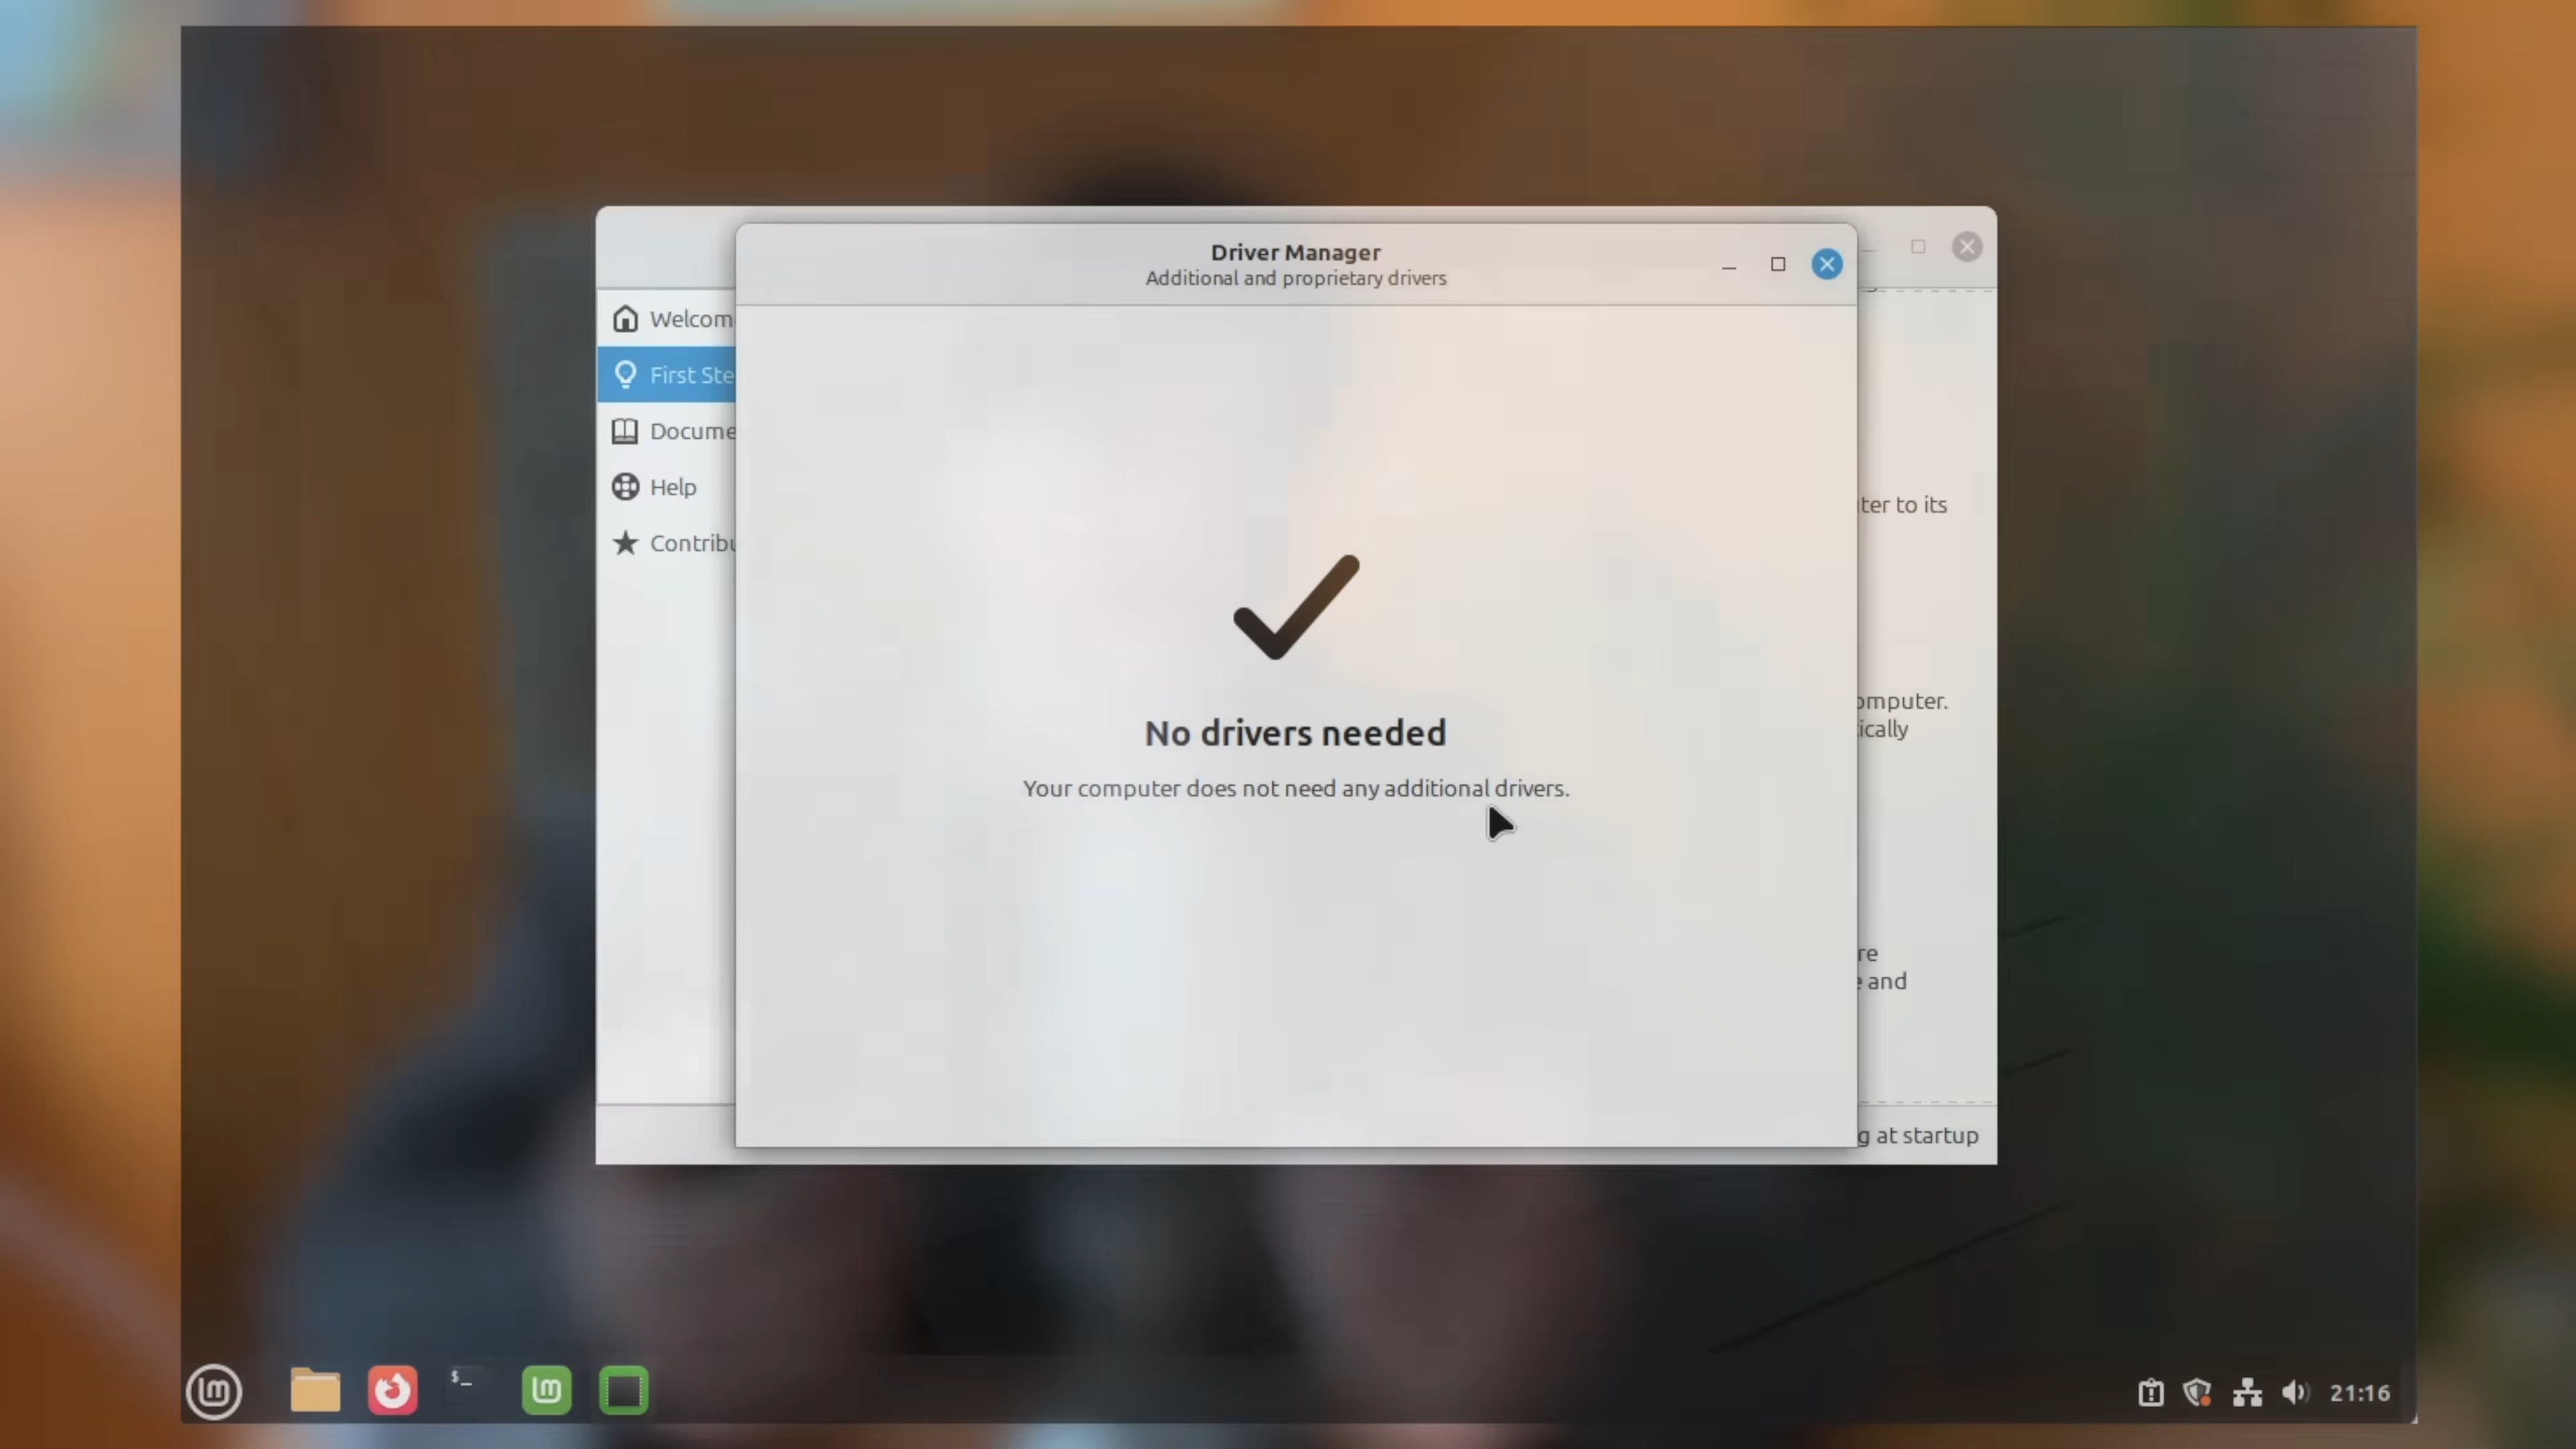 Driver Manager
Additional and proprietary drivers
Welcom
First Ste
Docume
Help
Contribu
ter to its
omputer.
ically
No drivers needed
Your computer does not need any additional drivers.
re
e and
g at startup
$_
21:16